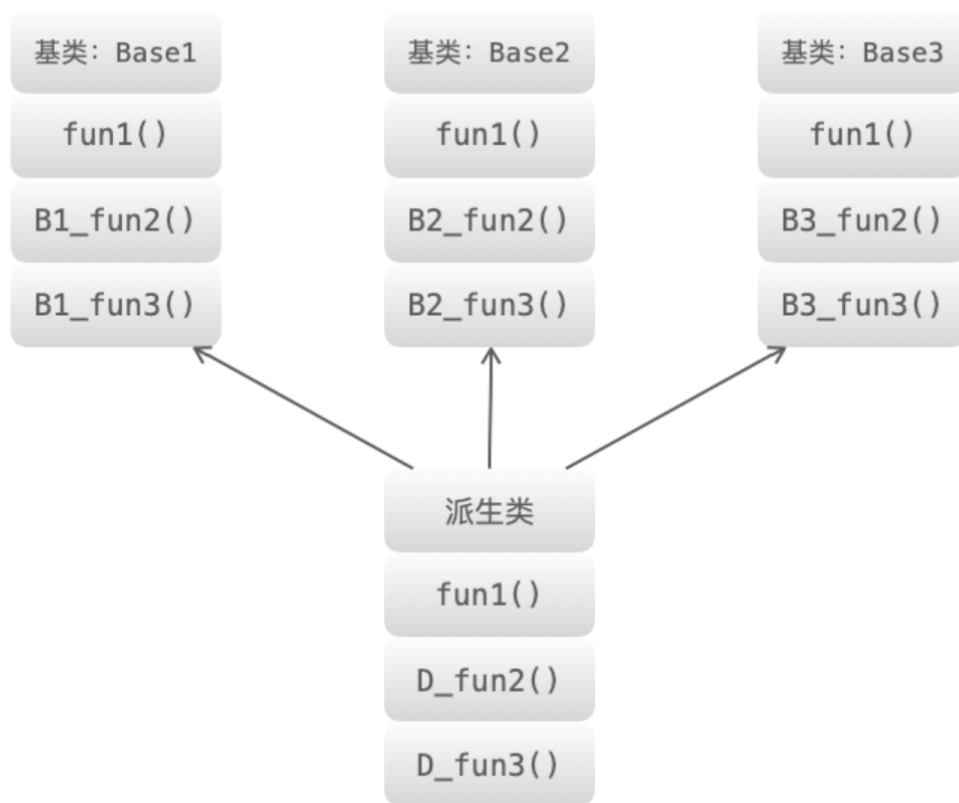 基类：Base1
fun1()
B1_fun2()
B1_fun3()
基类：Base2
fun1()
B2_fun2()
B2_fun3()
基类：Base3
fun1()
B3_fun2()
B3_fun3()
派生类
fun1()
D_fun2()
D_fun3()